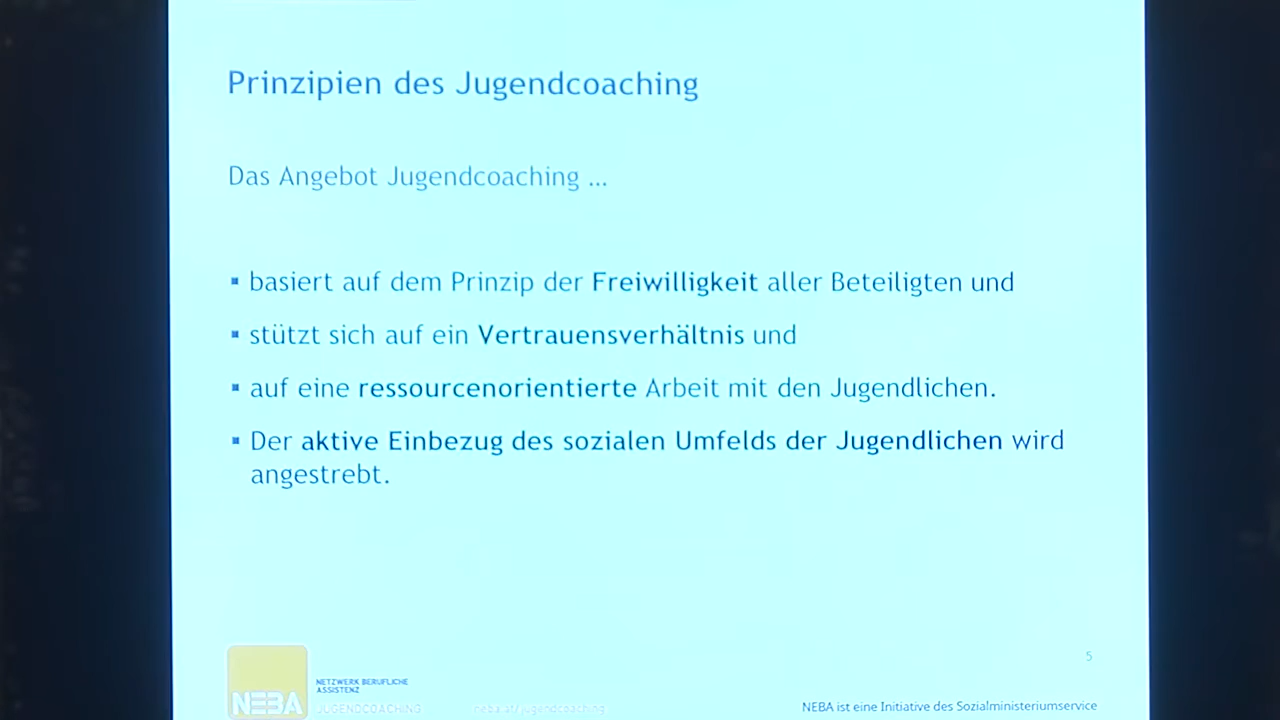 Prinzipien des Jugendcoaching
Das Angebot Jugendcoaching ...
▪ basiert auf dem Prinzip der Freiwilligkeit aller Beteiligten und
▪ stützt sich auf ein Vertrauensverhältnis und
▪ auf eine ressourcenorientierte Arbeit mit den Jugendlichen.
▪ Der aktive Einbezug des sozialen Umfelds der Jugendlichen wird
angestrebt.
5
NEBA
NETZWERK BERUFLICHE
ASSISTENZ
JUGENDCOACHING
neba.at/jugendcoaching
NEBA ist eine Initiative des Sozialministeriumservice